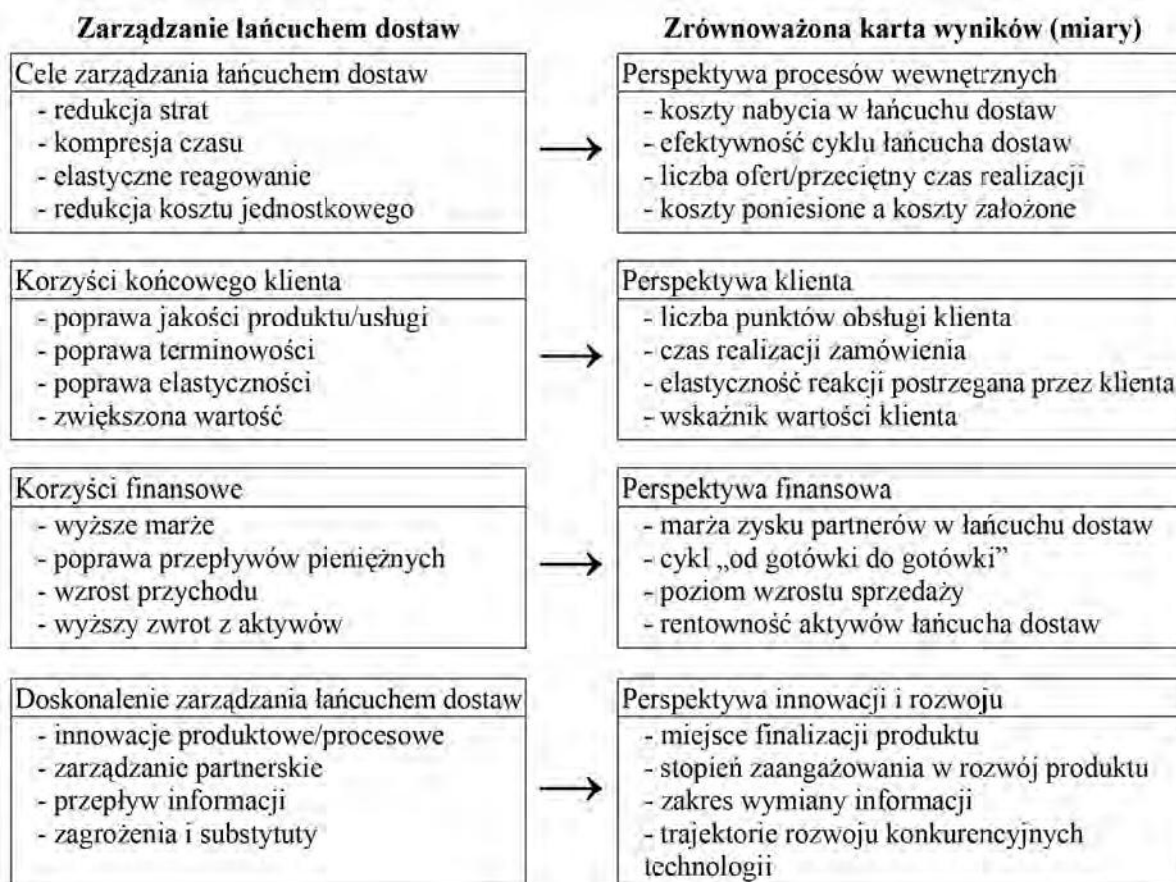 Zarządzanie łańcuchem dostaw
Zrównoważona karta wyników (miary)
Cele zarządzania łańcuchem dostaw
- redukcja strat
- kompresja czasu
- elastyczne reagowanie
- redukcja kosztu jednostkowego
Perspektywa procesów wewnętrznych
- koszty nabycia w łańcuchu dostaw
- efektywność cyklu łańcucha dostaw
- liczba ofert/przeciętny czas realizacji
- koszty poniesione a koszty założone
Korzyści końcowego klienta
- poprawa jakości produktu/usługi
- poprawa terminowości
- poprawa elastyczności
- zwiększona wartość
Perspektywa klienta
- liczba punktów obsługi klienta
- czas realizacji zamówienia
- elastyczność reakcji postrzegana przez klienta
- wskaźnik wartości klienta
Korzyści finansowe
- wyższe marże
- poprawa przepływów pieniężnych
- wzrost przychodu
- wyższy zwrot z aktywów
Perspektywa finansowa
- marża zysku partnerów w łańcuchu dostaw
- cykl „od gotówki do gotówki”
- poziom wzrostu sprzedaży
- rentowność aktywów łańcucha dostaw
Doskonalenie zarządzania łańcuchem dostaw
- innowacje produktowe/procesowe
- zarządzanie partnerskie
- przepływ informacji
- zagrożenia i substytuty
Perspektywa innowacji i rozwoju
- miejsce finalizacji produktu
- stopień zaangażowania w rozwój produktu
- zakres wymiany informacji
- trajektorie rozwoju konkurencyjnych
technologii